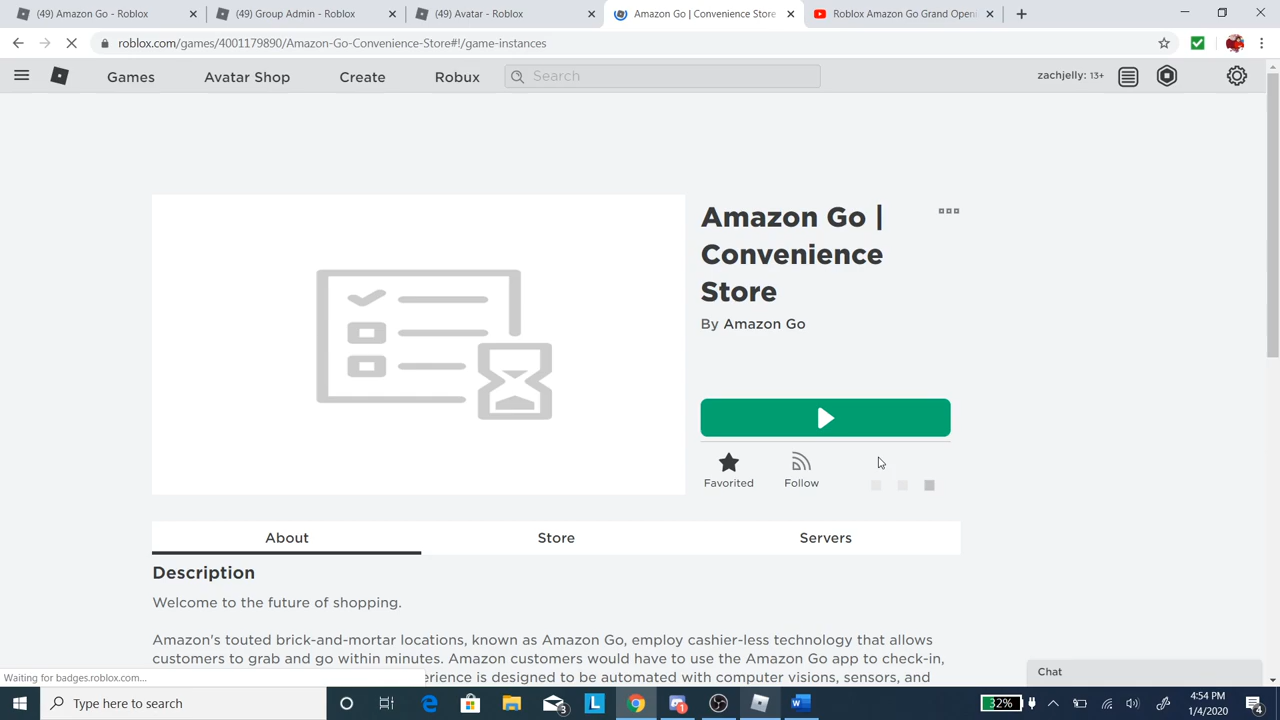 (49) Amazon Go - Roblox
(49) Group Admin - Roblox
(49) Avatar - Roblox
Amazon Go | Convenience Store
Roblox Amazon Go Grand Open
roblox.com/games/4001179890/Amazon-Go-Convenience-Store#!/game-instances
Games
Avatar Shop
Create
Robux
Search
zachjelly: 13+
Amazon Go |
Convenience
Store
By Amazon Go
Favorited
Follow
About
Store
Servers
Description
Welcome to the future of shopping.
Amazon's touted brick-and-mortar locations, known as Amazon Go, employ cashier-less technology that allows
customers to grab and go within minutes. Amazon customers would have to use the Amazon Go app to check-in,
erience is designed to be automated with computer visions, sensors, and
Waiting for badges.roblox.com...
Chat
Type here to search
3
L
1
32%
4:54 PM
1/4/2020
4